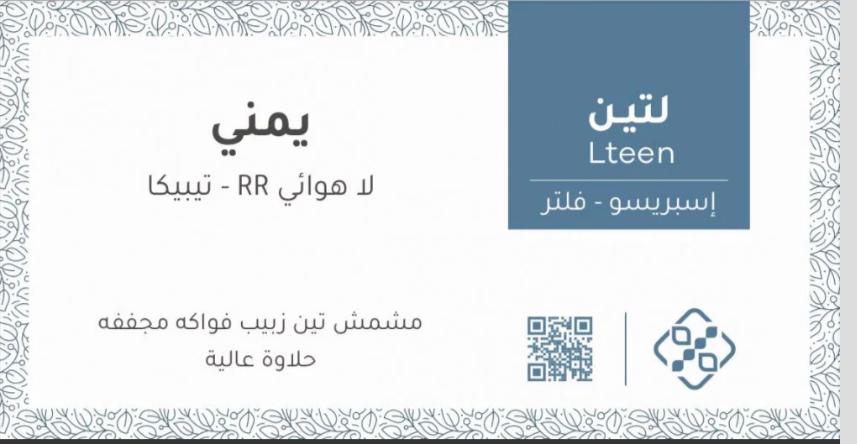 لتين
Lteen
إسبريسو - فلتر
يمني
لا هوائي RR - تيبيكا
مشمش تين زبيب فواكه مجففه
حلاوة عالية